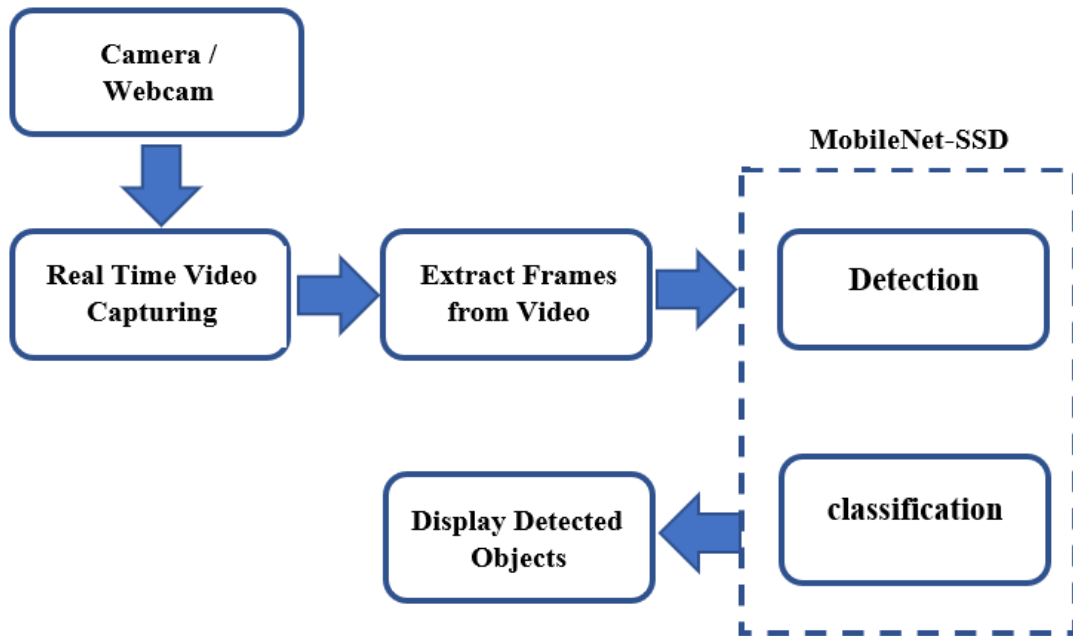 Camera /
Webcam
Real Time Video
Capturing
Extract Frames
from Video
MobileNet-SSD
Detection
classification
Display Detected
Objects